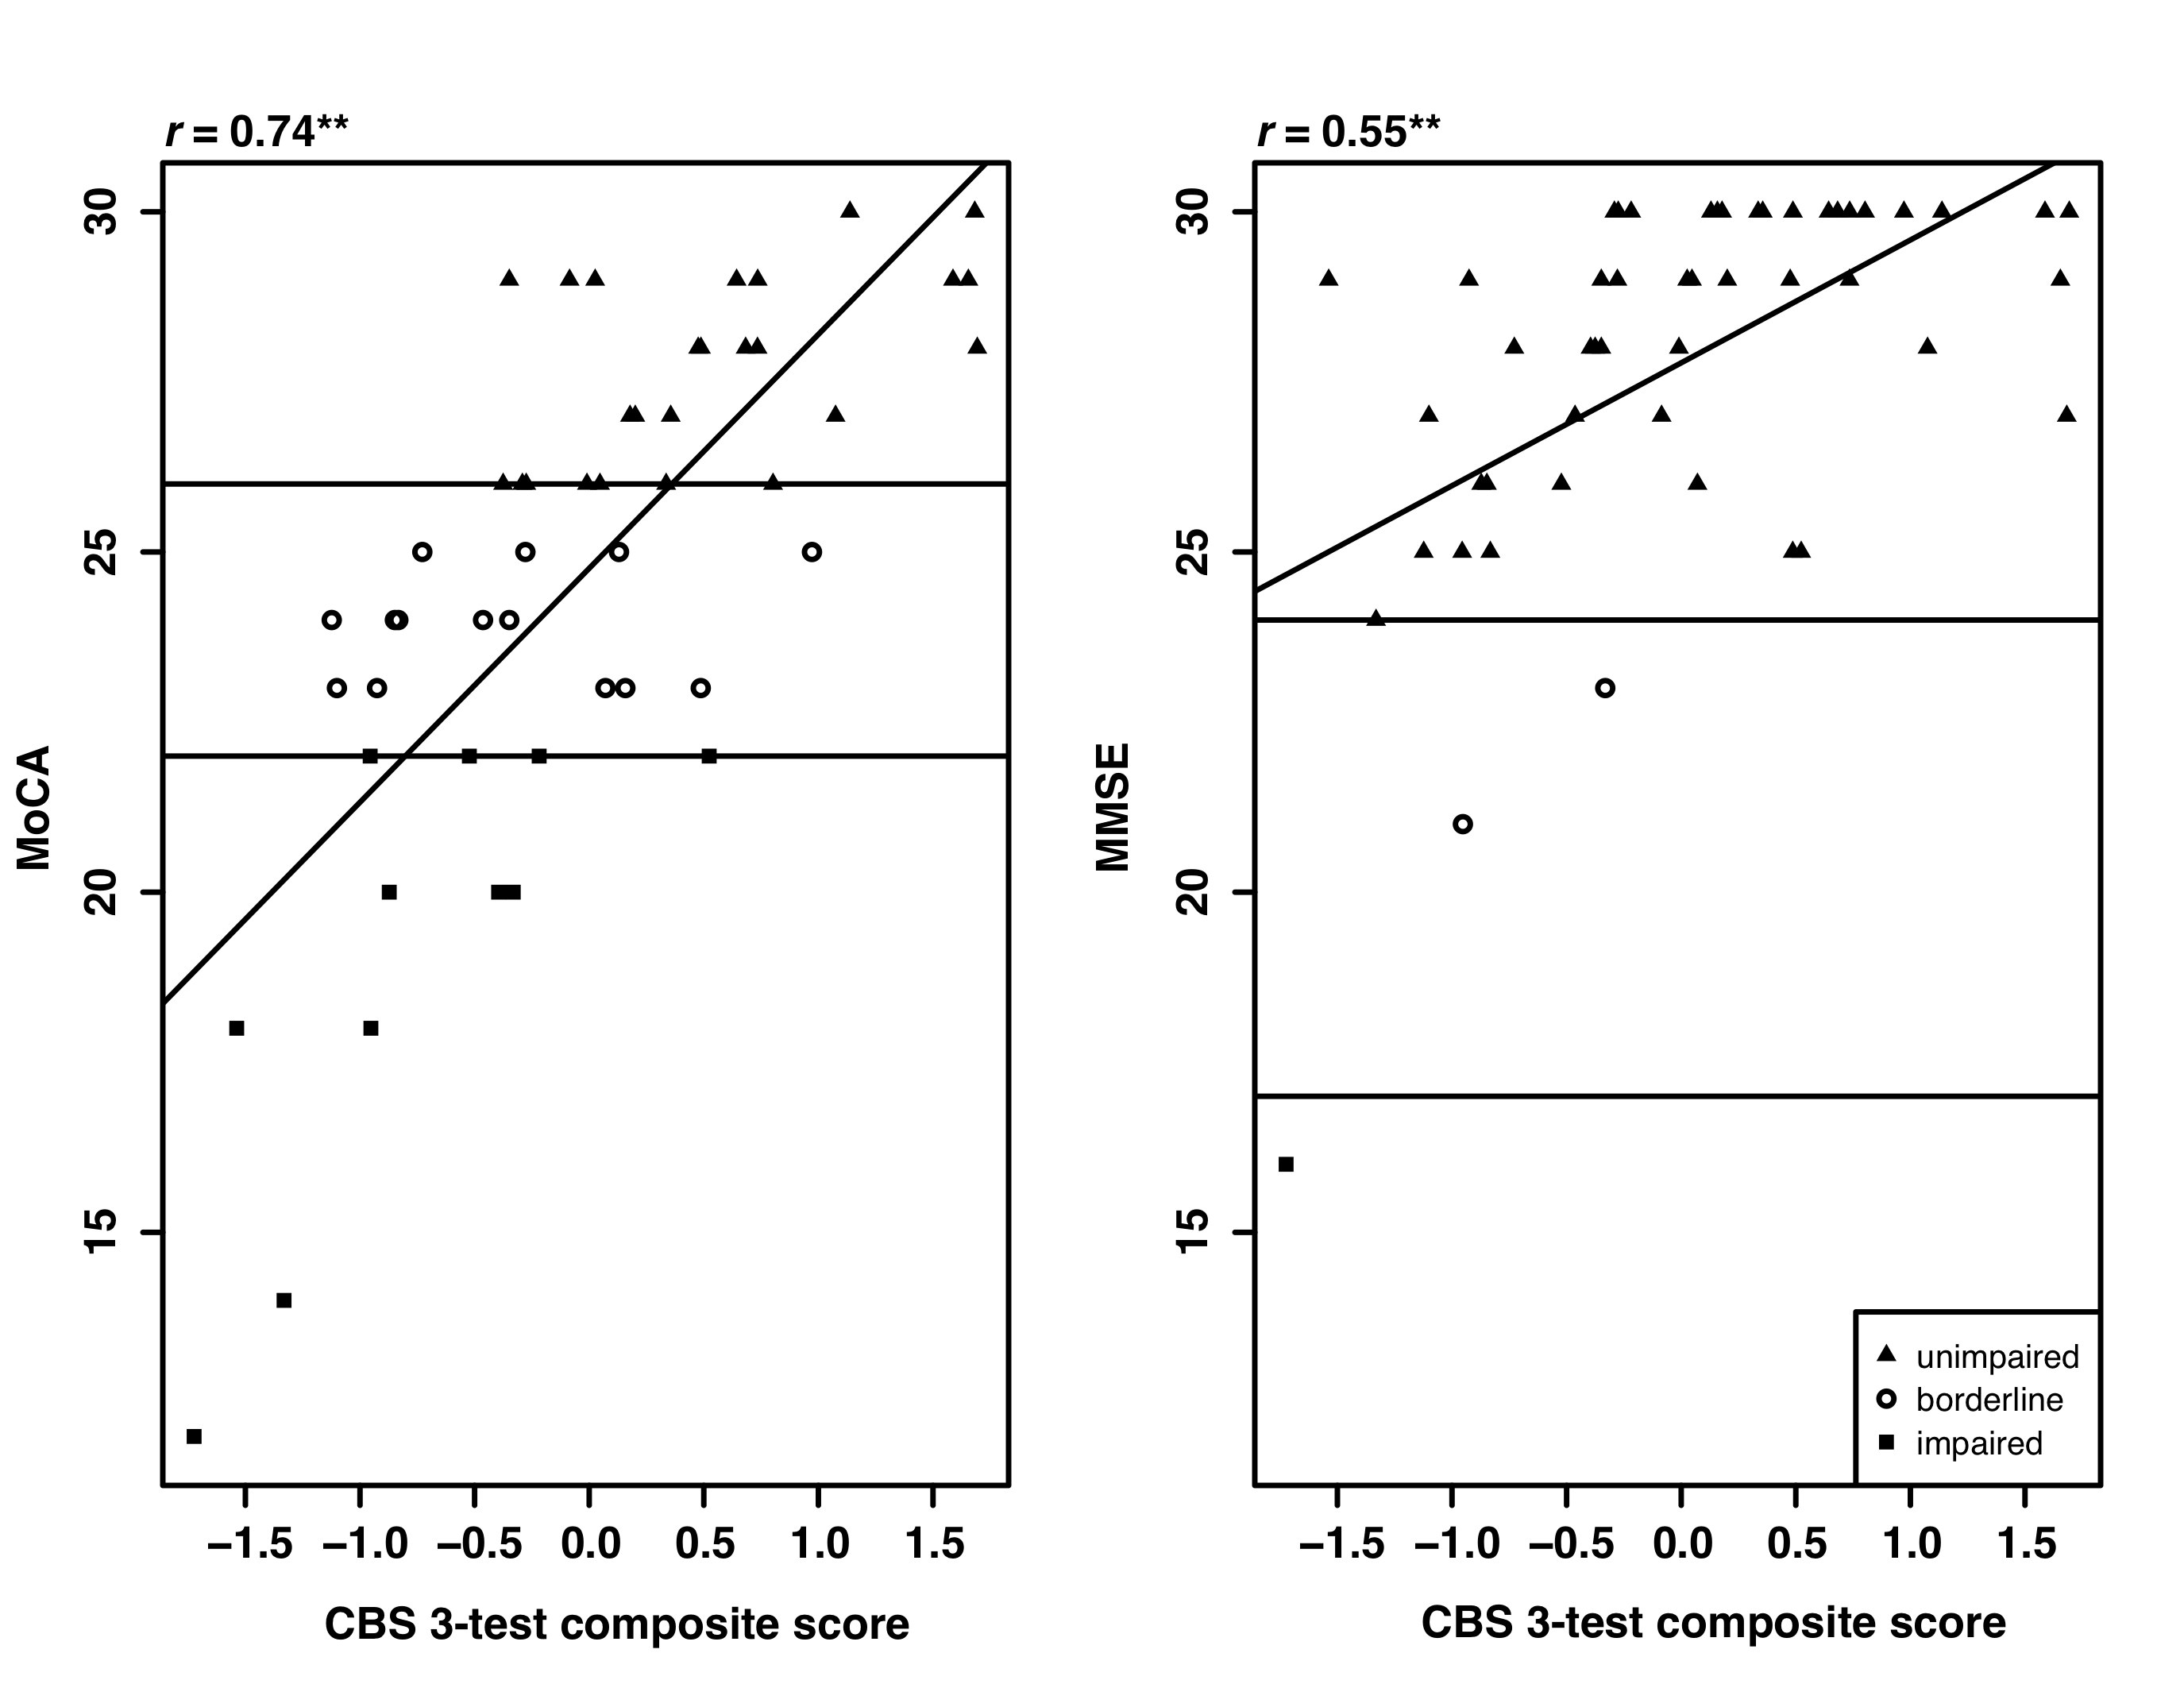 r = 0.74**
30
25
20
15
MoCA
−1.5 −1.0 −0.5 0.0 0.5 1.0 1.5
CBS 3-test composite score
r = 0.55**
30
25
20
15
MMSE
unimpaired
borderline
impaired
−1.5 −1.0 −0.5 0.0 0.5 1.0 1.5
CBS 3-test composite score